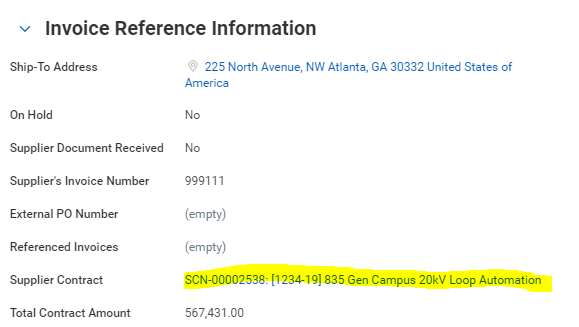 Invoice Reference Information
Ship-To Address 225 North Avenue, NW Atlanta, GA 30332 United States of
America
On Hold No
Supplier Document Received No
Supplier's Invoice Number 999111
External PO Number (empty)
Referenced Invoices (empty)
Supplier Contract SCN-00002538: [1234-19] 835 Gen Campus 20kV Loop Automation
Total Contract Amount 567,431.00